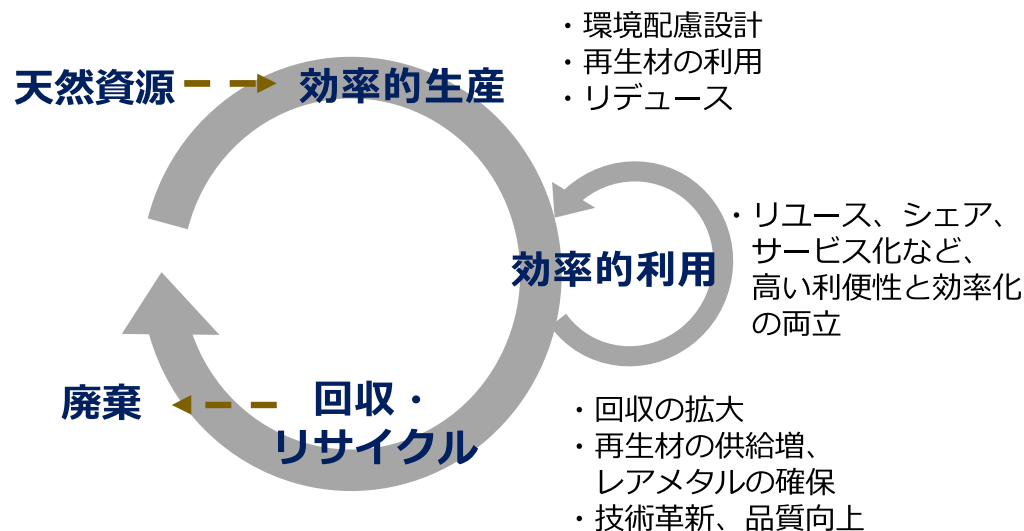 ・環境配慮設計
・再生材の利用
・リデュース
天然資源
効率的生産
・リユース、シェア、
サービス化など、
高い利便性と効率化
の両立
効率的利用
廃棄
回収・
リサイクル
・回収の拡大
・再生材の供給増、
レアメタルの確保
・技術革新、品質向上